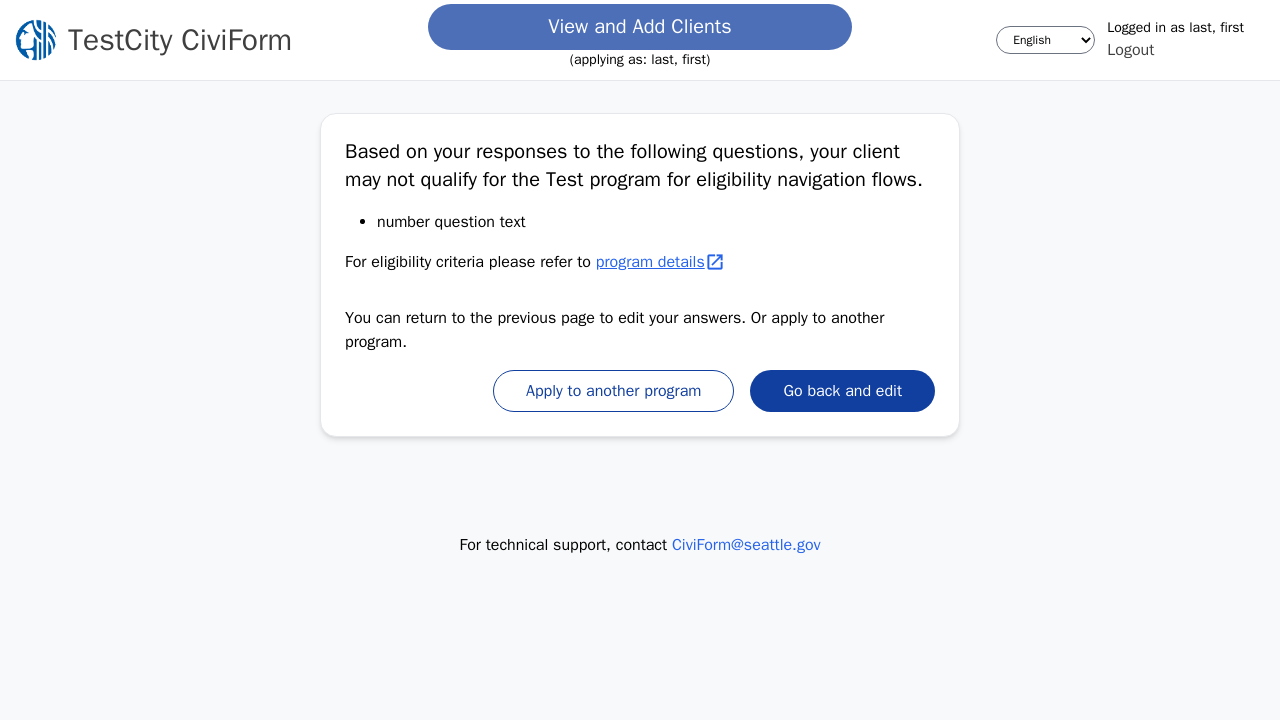 TestCity CiviForm
View and Add Clients
(applying as: last, first)
English
Logged in as last, first
Logout
Based on your responses to the following questions, your client
may not qualify for the Test program for eligibility navigation flows.
• number question text
For eligibility criteria please refer to program details
You can return to the previous page to edit your answers. Or apply to another
program.
Apply to another program
Go back and edit
For technical support, contact CiviForm@seattle.gov